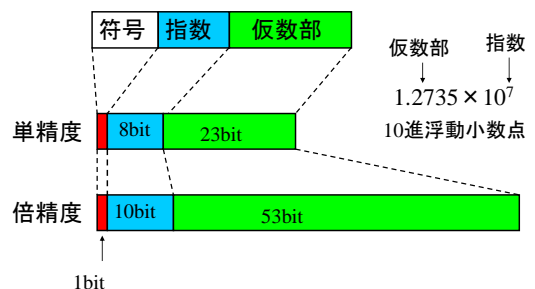 符号 指数 仮数部
仮数部 指数
1.2735×10⁷
10進浮動小数点
単精度 8bit 23bit
倍精度 10bit 53bit
1bit